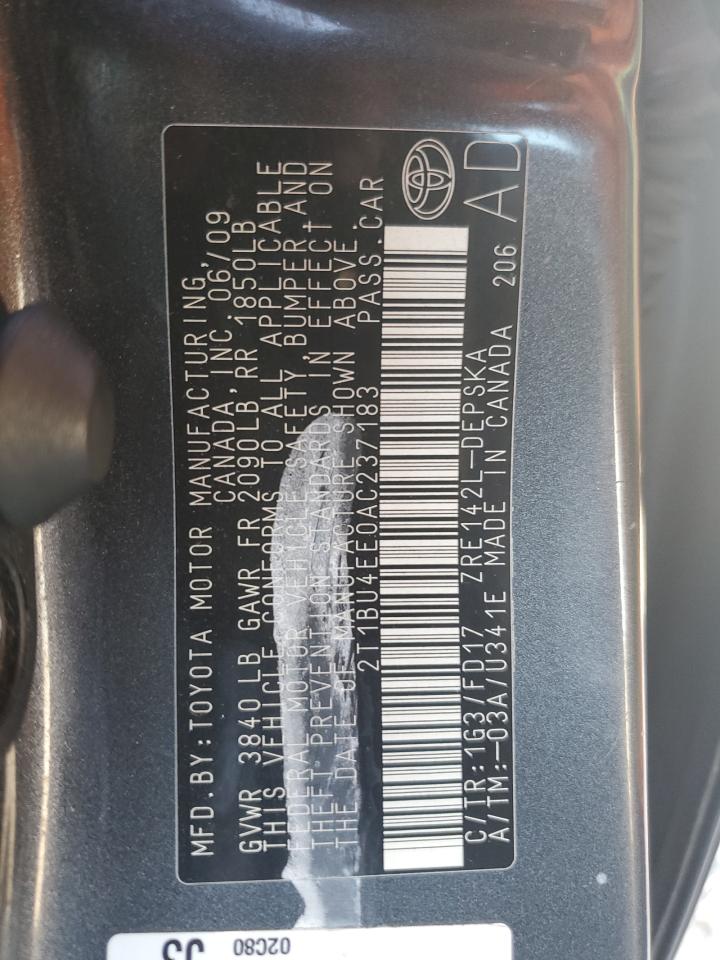 MFD.BY:TOYOTA MOTOR MANUFACTURING,
CANADA, INC. 06/09
GVWR 3840LB GAWR FR 2090LB RR 1850LB
THIS VEHICLE CONFORMS TO ALL APPLICABLE
FEDERAL MOTOR VEHICLE SAFETY, BUMPER, AND
THEFT PREVENTION STANDARDS IN EFFECT ON
THE DATE OF MANUFACTURE SHOWN ABOVE.
2T1BU4EE0AC237183 PASS.CAR
C/TR:1G3/FD17 ZRE142L-DEPSKA
A/TM:-03A/U341E MADE IN CANADA 206 AD
02C80